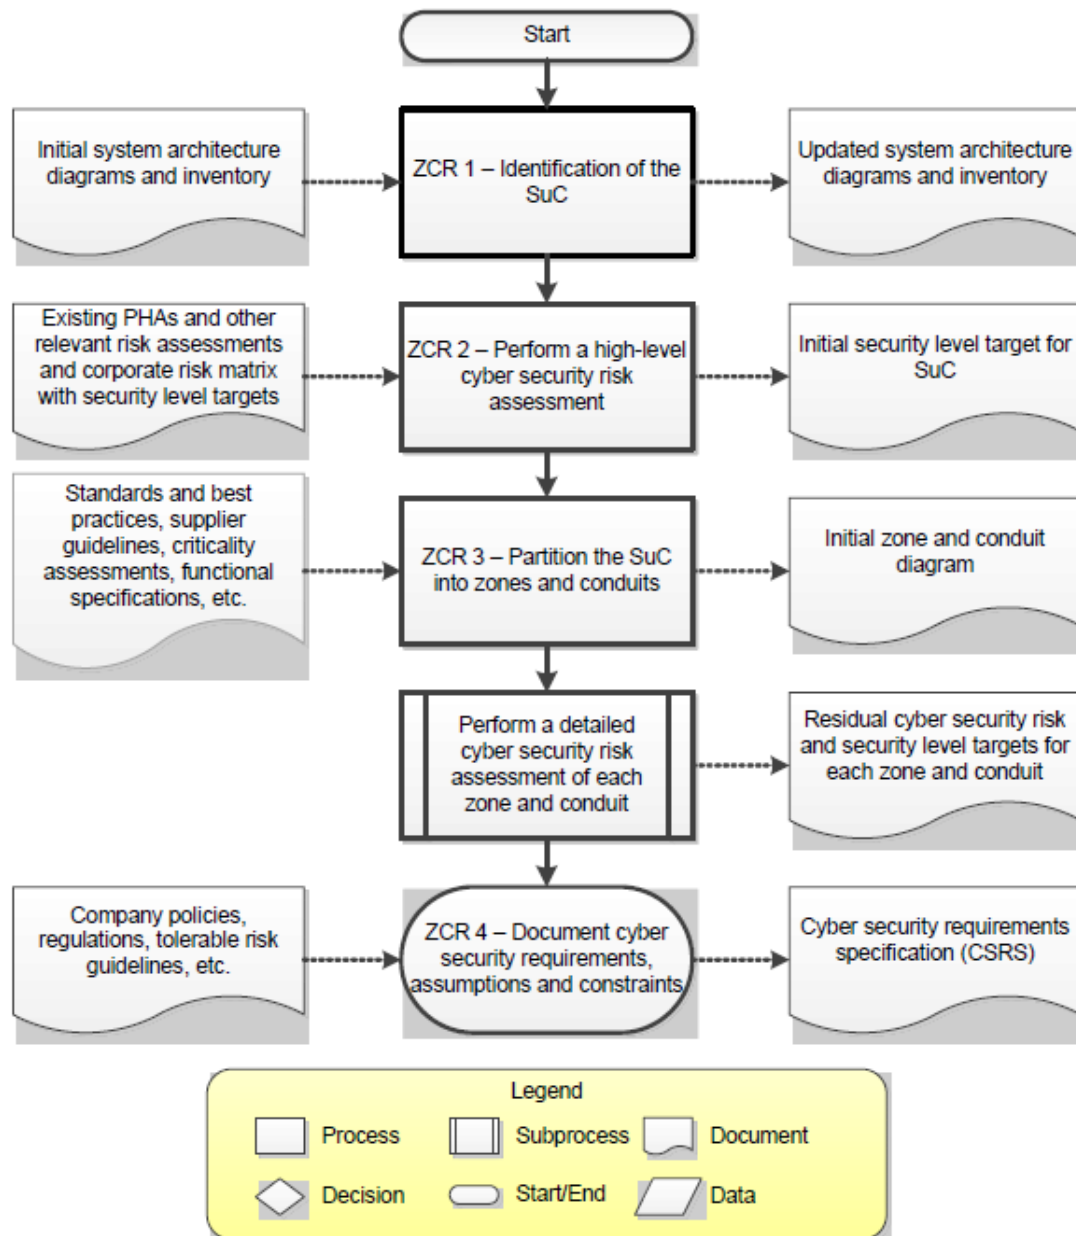 Start
Initial system architecture
diagrams and inventory
ZCR 1 – Identification of the
SuC
Updated system architecture
diagrams and inventory
Existing PHAs and other
relevant risk assessments
and corporate risk matrix
with security level targets
ZCR 2 – Perform a high-level
cyber security risk
assessment
Initial security level target for
SuC
Standards and best
practices, supplier
guidelines, criticality
assessments, functional
specifications, etc.
ZCR 3 – Partition the SuC
into zones and conduits
Initial zone and conduit
diagram
Perform a detailed
cyber security risk
assessment of each
zone and conduit
Residual cyber security risk
and security level targets for
each zone and conduit
Company policies,
regulations, tolerable risk
guidelines, etc.
ZCR 4 – Document cyber
security requirements,
assumptions and constraints
Cyber security requirements
specification (CSRS)
Legend
Process
Subprocess
Document
Decision
Start/End
Data